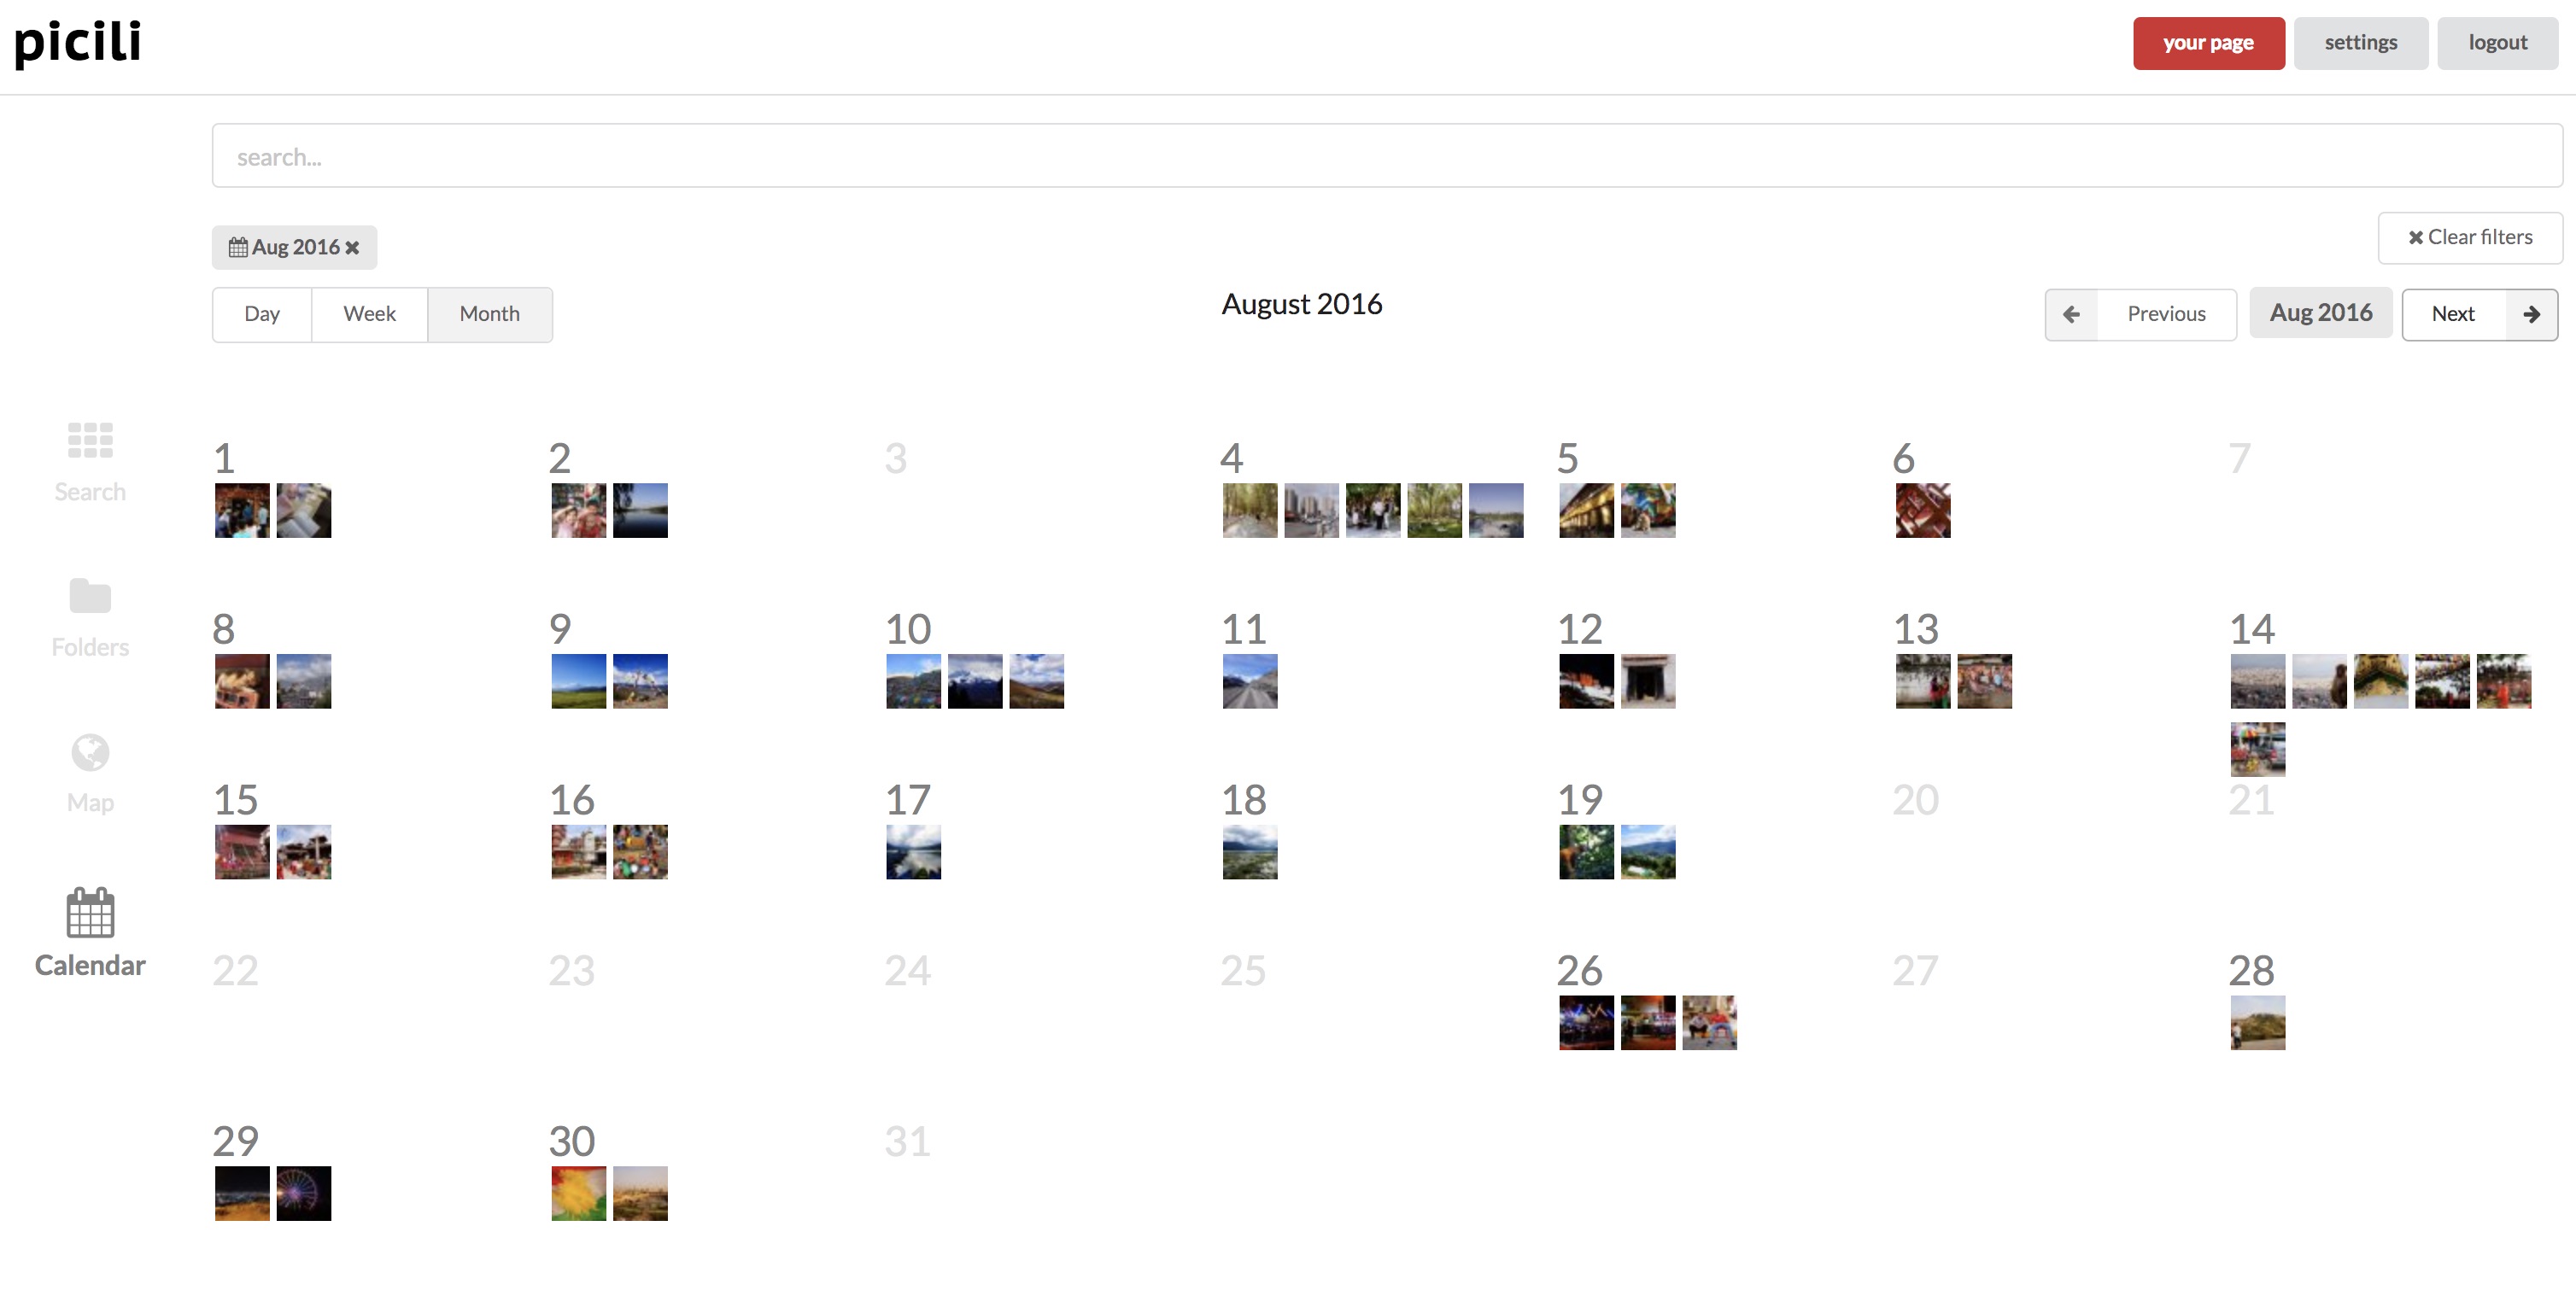 picili
your page settings logout
search...
Aug 2016
Clear filters
Day Week Month
August 2016
Previous Aug 2016 Next
Search
Folders
Map
Calendar
1 2 3 4 5 6 7
8 9 10 11 12 13 14
15 16 17 18 19 20 21
22 23 24 25 26 27 28
29 30 31